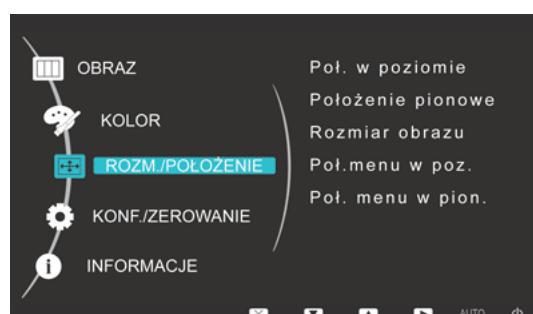 OBRAZ
KOLOR
ROZM./POŁOŻENIE
KONF./ZEROWANIE
INFORMACJE
Poł. w poziomie
Położenie pionowe
Rozmiar obrazu
Poł.menu w poz.
Poł. menu w pion.
AUTO